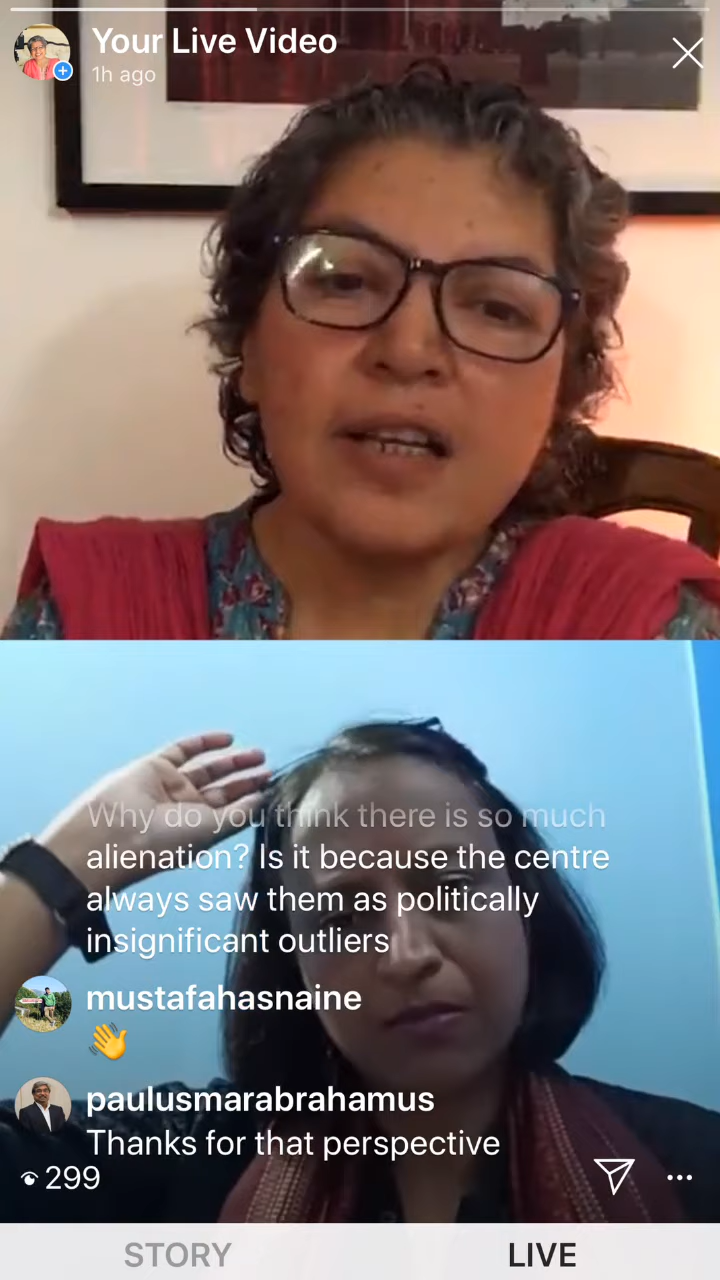 Your Live Video
1h ago
Why do you think there is so much
alienation? Is it because the centre
always saw them as politically
insignificant outliers
mustafahasnaine
👋
paulusmarabrahamus
Thanks for that perspective
299
STORY LIVE